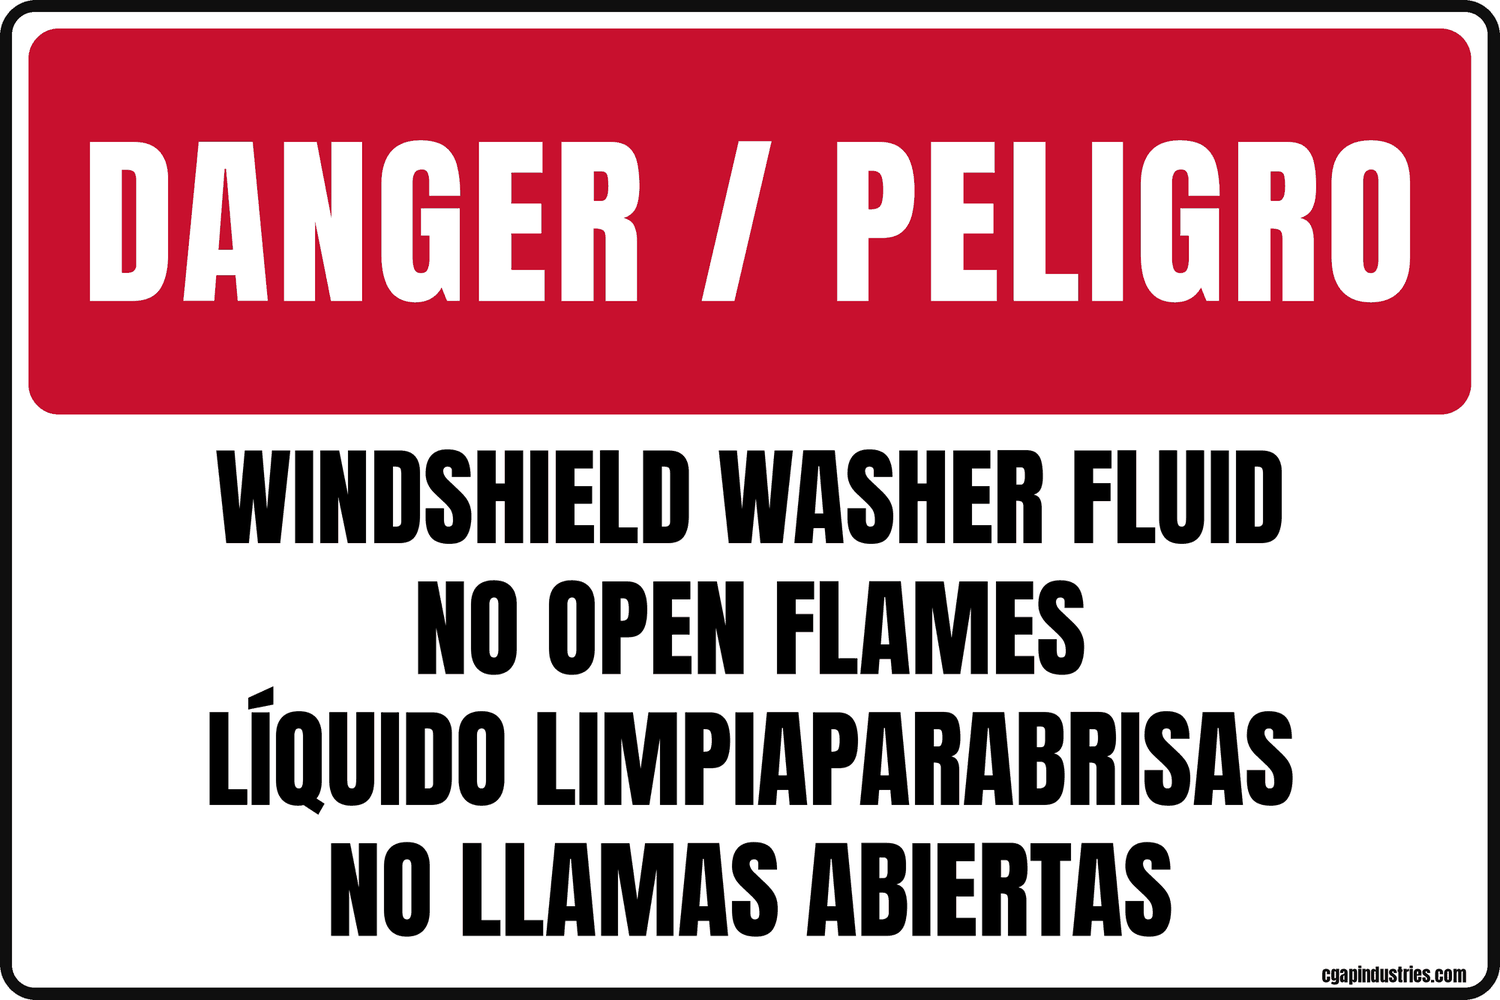 DANGER / PELIGRO
WINDSHIELD WASHER FLUID
NO OPEN FLAMES
LÍQUIDO LIMPIAPARABRISAS
NO LLAMAS ABIERTAS
cgapindustries.com